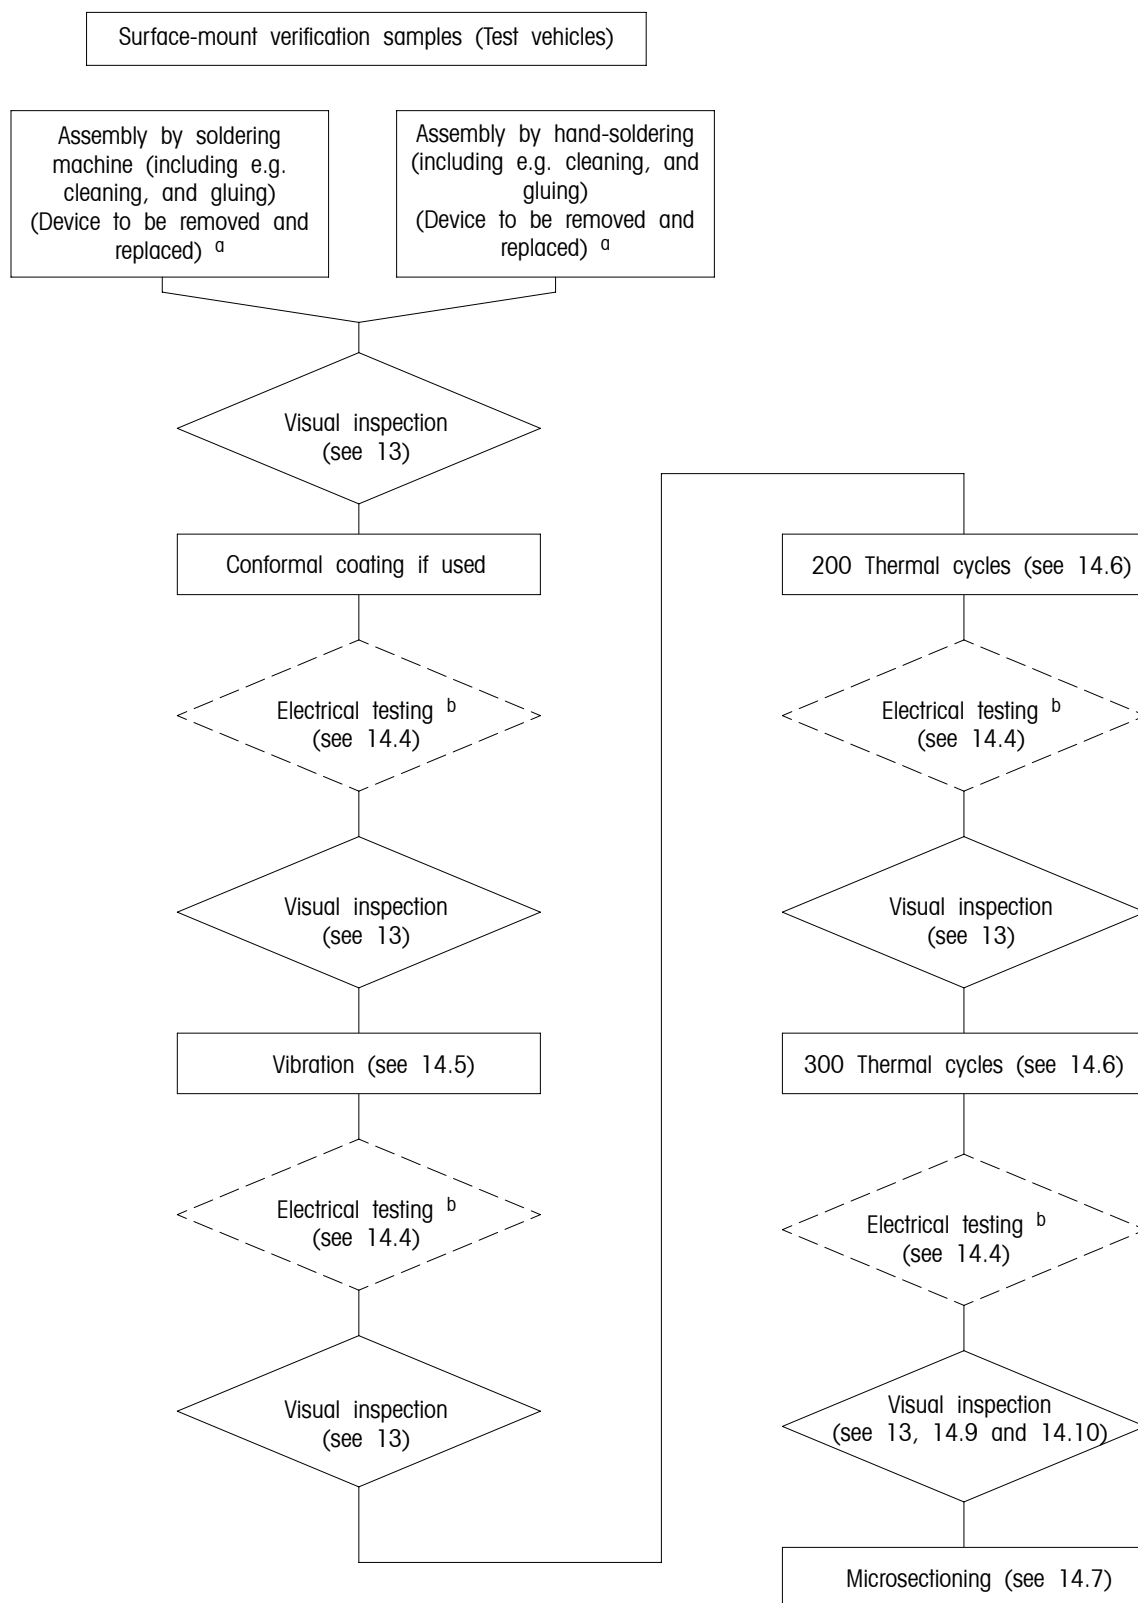 Surface-mount verification samples (Test vehicles)
Assembly by soldering
machine (including e.g.
cleaning, and gluing)
(Device to be removed and
replaced) a
Assembly by hand-soldering
(including e.g. cleaning, and
gluing)
(Device to be removed and
replaced) a
Visual inspection
(see 13)
Conformal coating if used
Electrical testing b
(see 14.4)
Visual inspection
(see 13)
Vibration (see 14.5)
Electrical testing b
(see 14.4)
Visual inspection
(see 13)
200 Thermal cycles (see 14.6)
Electrical testing b
(see 14.4)
Visual inspection
(see 13)
300 Thermal cycles (see 14.6)
Electrical testing b
(see 14.4)
Visual inspection
(see 13, 14.9 and 14.10)
Microsectioning (see 14.7)